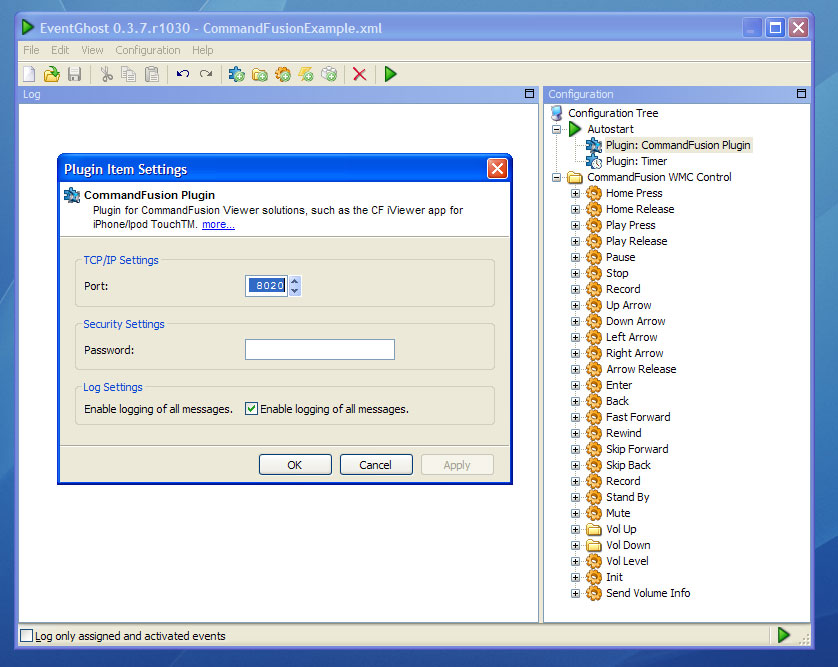 EventGhost 0.3.7.r1030 - CommandFusionExample.xml
File Edit View Configuration Help
Log
Configuration
Plugin Item Settings
CommandFusion Plugin
Plugin for CommandFusion Viewer solutions, such as the CF iViewer app for
iPhone/Ipod TouchTM. more...
TCP/IP Settings
Port: 8020
Security Settings
Password:
Log Settings
Enable logging of all messages. Enable logging of all messages.
OK Cancel Apply
Configuration Tree
Autostart
Plugin: CommandFusion Plugin
Plugin: Timer
CommandFusion WMC Control
Home Press
Home Release
Play Press
Play Release
Pause
Stop
Record
Up Arrow
Down Arrow
Left Arrow
Right Arrow
Arrow Release
Enter
Back
Fast Forward
Rewind
Skip Forward
Skip Back
Record
Stand By
Mute
Vol Up
Vol Down
Vol Level
Init
Send Volume Info
Log only assigned and activated events